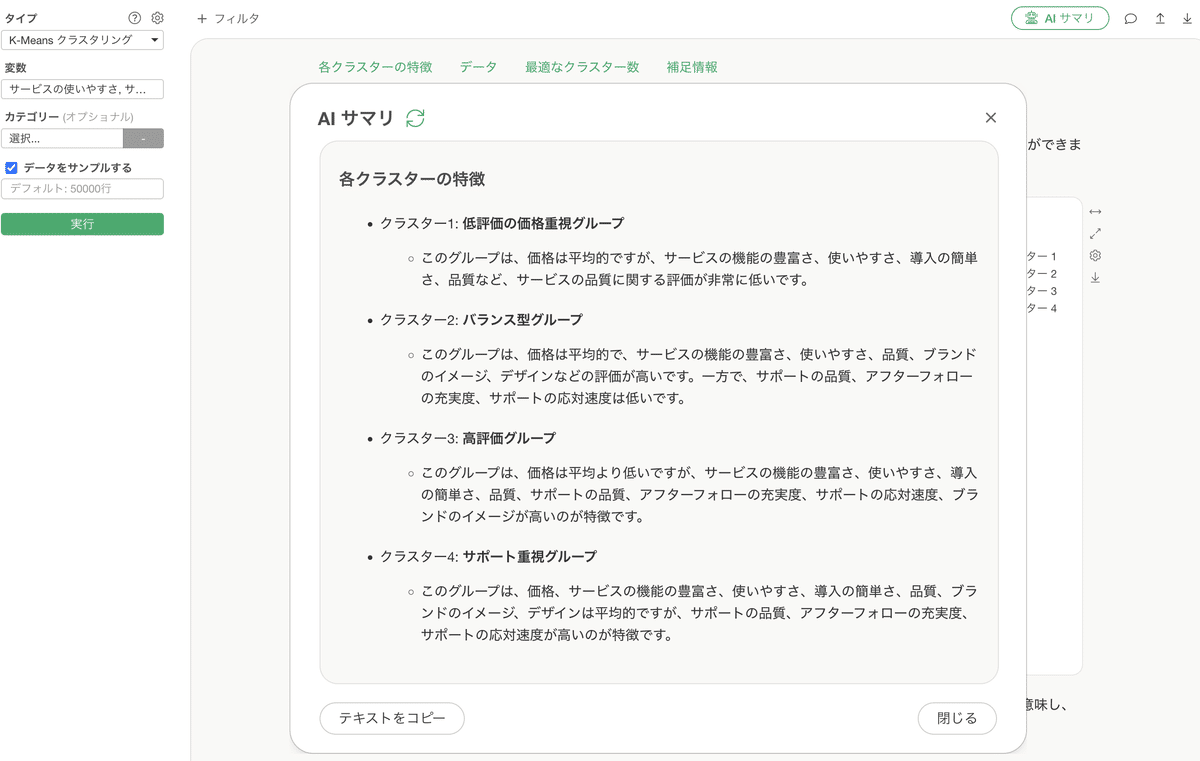 タイプ
K-Means クラスタリング
変数
サービスの使いやすさ, サ...
カテゴリー (オプショナル)
選択...
-
データをサンプルする
デフォルト: 50000行
実行
+ フィルタ
AI サマリ
各クラスターの特徴 データ 最適なクラスター数 補足情報
AI サマリ
各クラスターの特徴
• クラスター1: 低評価の価格重視グループ
○ このグループは、価格は平均的ですが、サービスの機能の豊富さ、使いやすさ、導入の簡単
さ、品質など、サービスの品質に関する評価が非常に低いです。
• クラスター2: バランス型グループ
○ このグループは、価格は平均的で、サービスの機能の豊富さ、使いやすさ、品質、ブランド
のイメージ、デザインなどの評価が高いです。一方で、サポートの品質、アフターフォロー
の充実度、サポートの応対速度は低いです。
• クラスター3: 高評価グループ
○ このグループは、価格は平均より低いですが、サービスの機能の豊富さ、使いやすさ、導入
の簡単さ、品質、サポートの品質、アフターフォローの充実度、サポートの応対速度、ブラ
ンドのイメージが高いのが特徴です。
• クラスター4: サポート重視グループ
○ このグループは、価格、サービスの機能の豊富さ、使いやすさ、導入の簡単さ、品質、ブラ
ンドのイメージ、デザインは平均的ですが、サポートの品質、アフターフォローの充実度、
サポートの応対速度が高いのが特徴です。
テキストをコピー
閉じる
ができま
ター 1
ター 2
ター 3
ター 4
意味し、